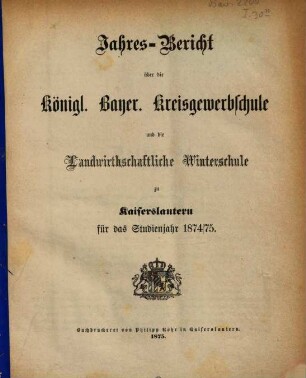 Jahres-Bericht
über die
Königl. Bayer. Kreisgewerbschule
und die
Landwirthschaftliche Winterschule
zu
Kaiserslautern
für das Studienjahr 1874/75.
Buchdruckerei von Philipp Rohr in Kaiserslautern.
1875.